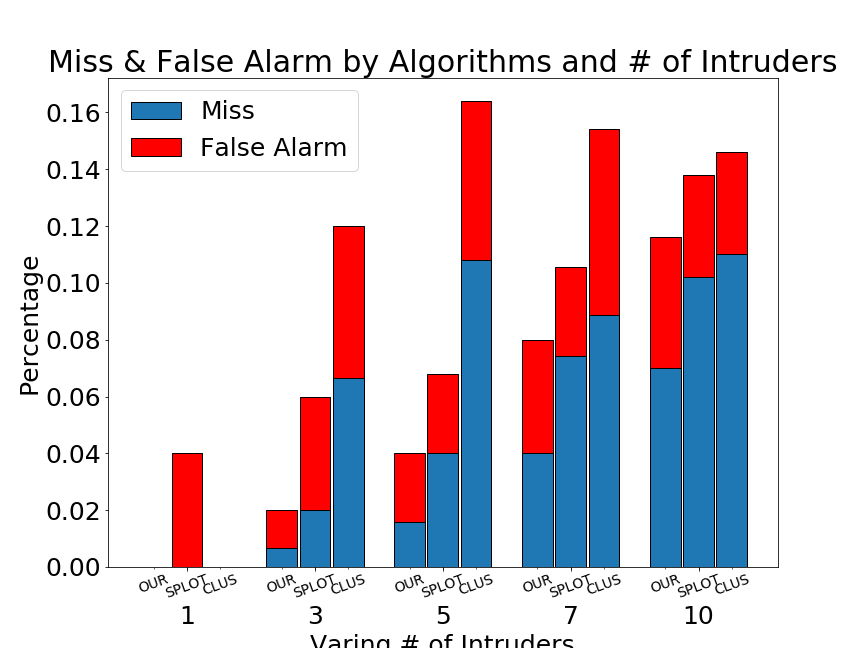 Miss & False Alarm by Algorithms and # of Intruders
Miss
False Alarm
Percentage
0.16
0.14
0.12
0.10
0.08
0.06
0.04
0.02
0.00
OUR SPLOT CLUS OUR SPLOT CLUS OUR SPLOT CLUS OUR SPLOT CLUS OUR SPLOT CLUS
1 3 5 7 10
Varing # of Intruders